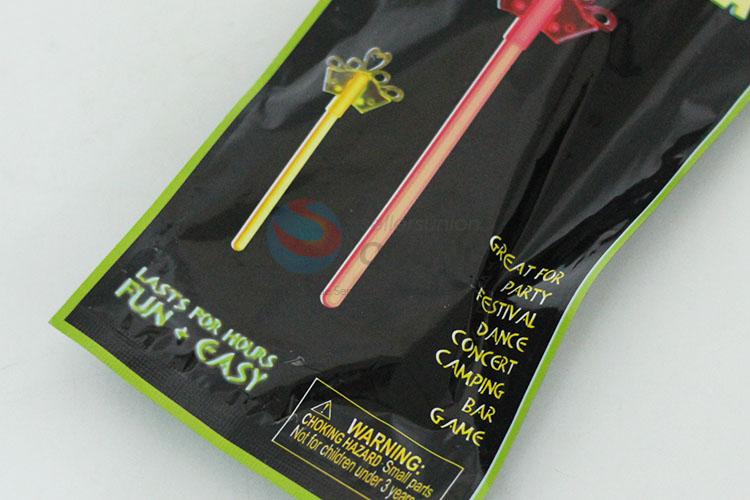 GREAT FOR
PARTY
FESTIVAL
DANCE
CONCERT
CAMPING
BAR
GAME
LASTS FOR HOURS
FUN + EASY
WARNING:
CHOKING HAZARD Small parts
Not for children under 3 years